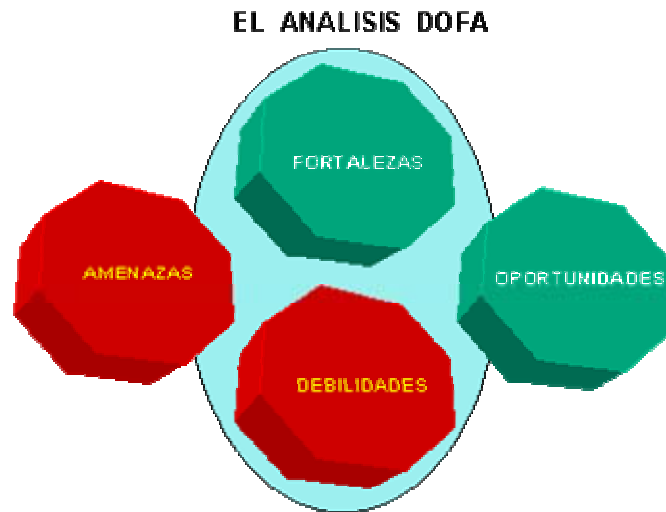 EL ANALISIS DOFA
FORTALEZAS
AMENAZAS
OPORTUNIDADES
DEBILIDADES